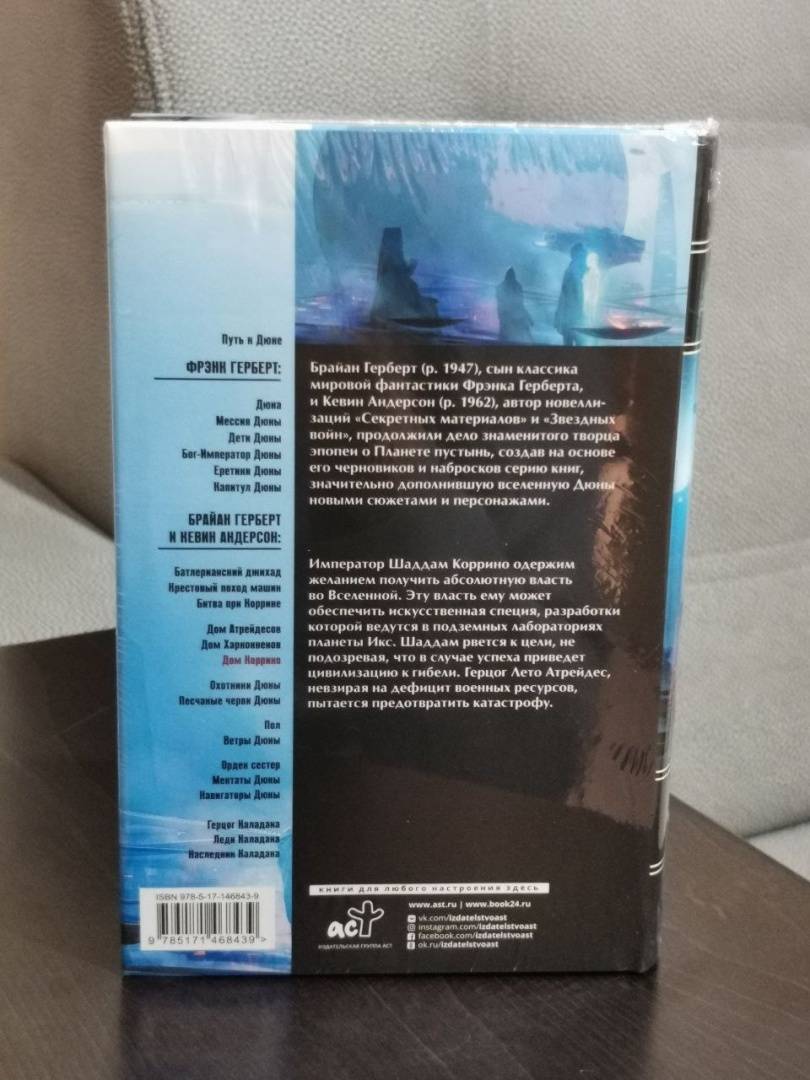 Путь к Дюне
ФРЭНК ГЕРБЕРТ:
Дюна
Мессия Дюны
Дети Дюны
Бог-Император Дюны
Еретики Дюны
Капитул Дюны
БРАЙАН ГЕРБЕРТ
И КЕВИН АНДЕРСОН:
Батлерианский джихад
Крестовый поход машин
Битва при Коррине
Дом Атрейдесов
Дом Харконненов
Дом Коррино
Охотники Дюны
Песчаные черви Дюны
Пол
Ветры Дюны
Орден сестер
Ментаты Дюны
Навигаторы Дюны
Герцог Каладана
Леди Каладана
Наследник Каладана
ISBN 978-5-17-146843-9
9 785171 468439 >
Брайан Герберт (р. 1947), сын классика
мировой фантастики Фрэнка Герберта,
и Кевин Андерсон (р. 1962), автор новелли-
заций «Секретных материалов» и «Звездных
войн», продолжили дело знаменитого творца
эпопеи о Планете пустынь, создав на основе
его черновиков и набросков серию книг,
значительно дополнившую вселенную Дюны
новыми сюжетами и персонажами.
Император Шаддам Коррино одержим
желанием получить абсолютную власть
во Вселенной. Эту власть ему может
обеспечить искусственная специя, разработки
которой ведутся в подземных лабораториях
планеты Икс. Шаддам рвется к цели, не
подозревая, что в случае успеха приведет
цивилизацию к гибели. Герцог Лето Атрейдес,
невзирая на дефицит военных ресурсов,
пытается предотвратить катастрофу.
книги для любого настроения здесь
www.ast.ru | www.book24.ru
vk.com/izdatelstvoast
instagram.com/izdatelstvoast
facebook.com/izdatelstvoast
ok.ru/izdatelstvoast
аст
ИЗДАТЕЛЬСКАЯ ГРУППА АСТ